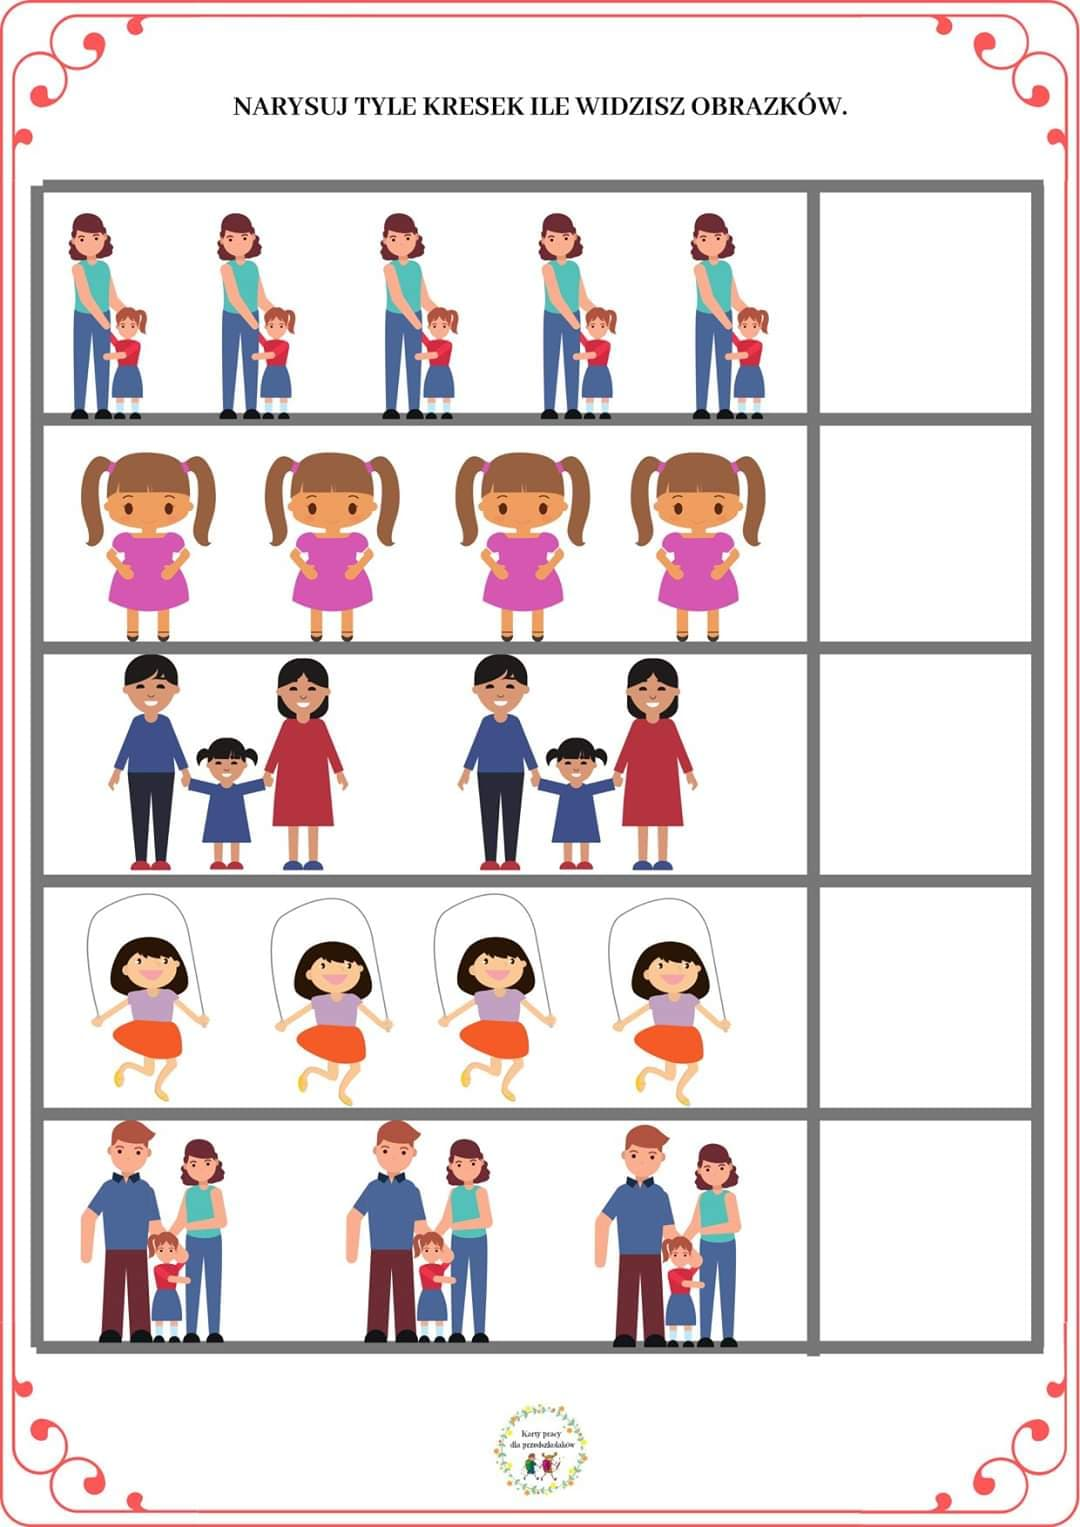 NARYSUJ TYLE KRESEK ILE WIDZISZ OBRAZKÓW.
Karty pracy
dla przedszkolaków